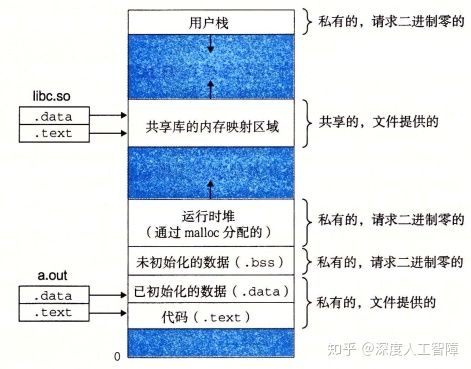 用户栈
私有的，请求二进制零的
libc.so
.data
.text
共享库的内存映射区域
共享的，文件提供的
运行时堆
（通过 malloc 分配的）
私有的，请求二进制零的
未初始化的数据（.bss）
私有的，请求二进制零的
a.out
.data
.text
已初始化的数据（.data）
代码（.text）
私有的，文件提供的
0
知乎 @深度人工智障